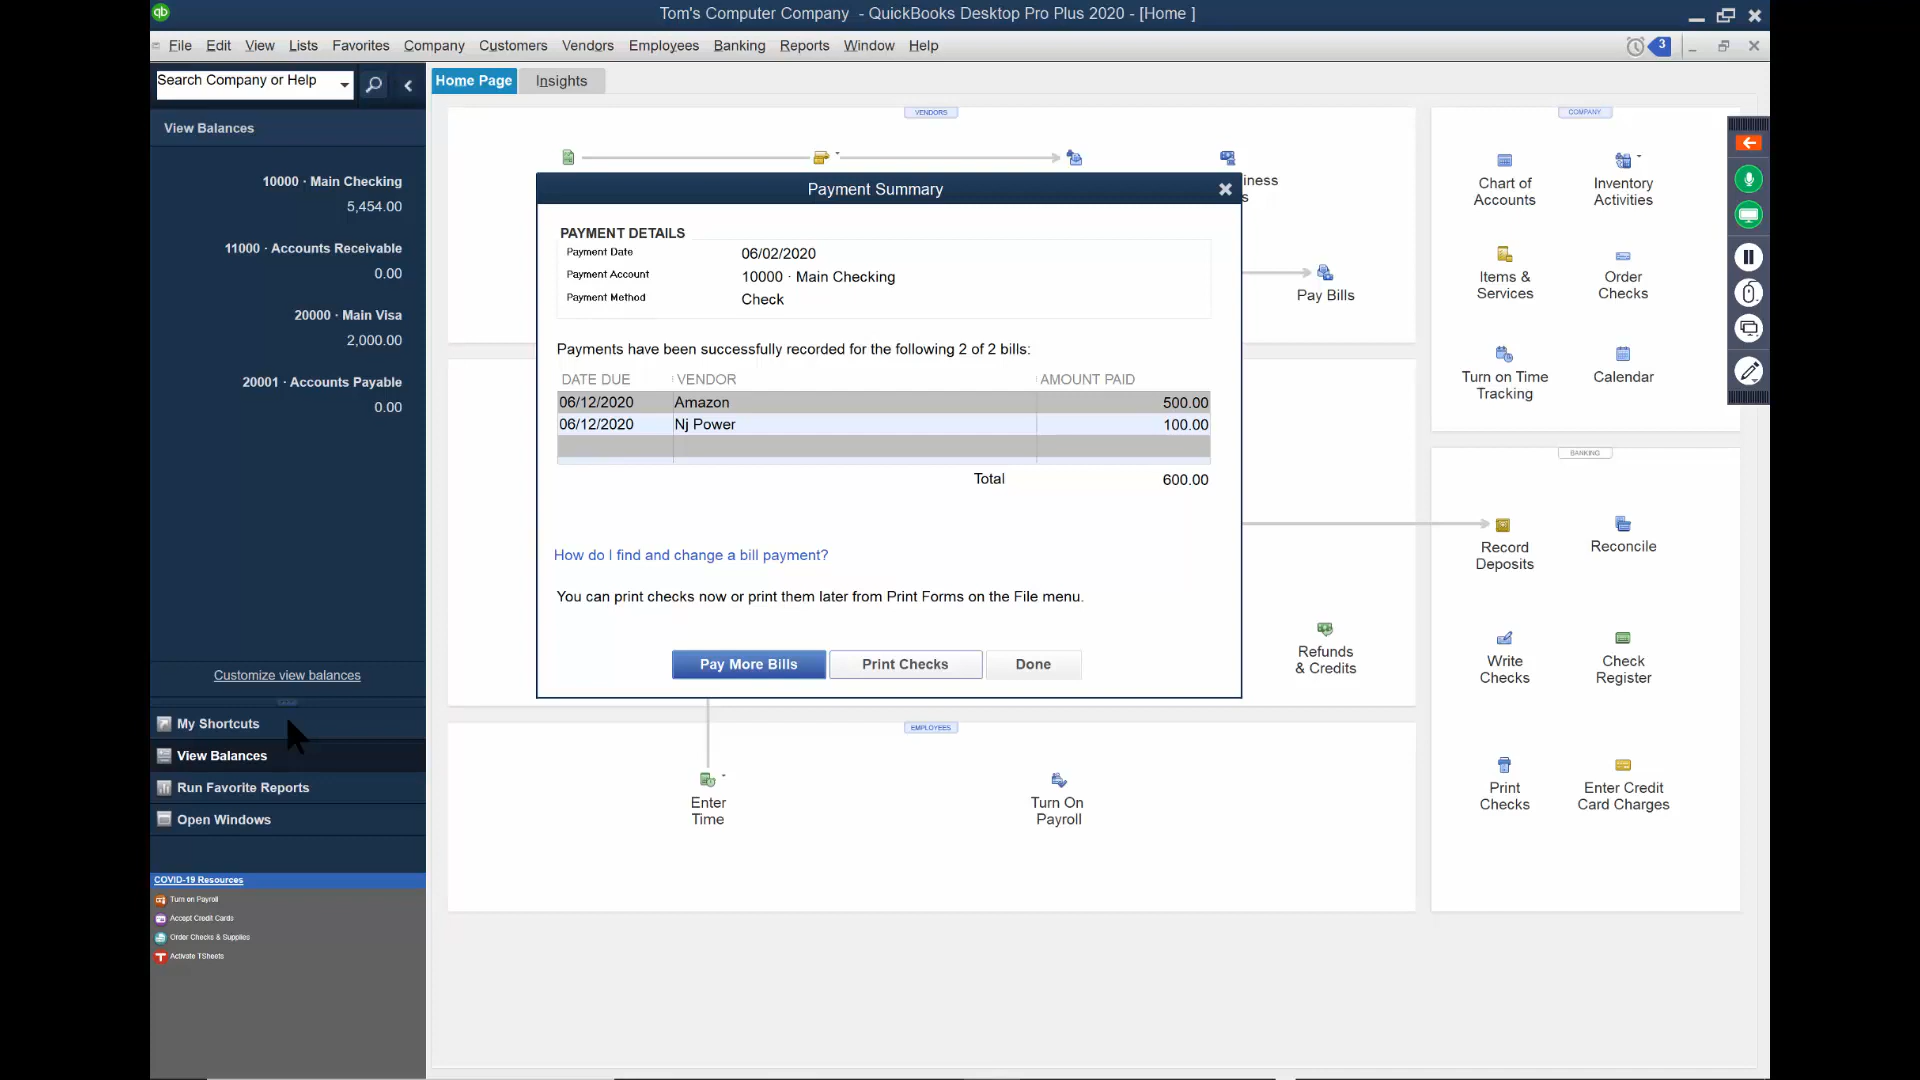 qb
Tom's Computer Company - QuickBooks Desktop Pro Plus 2020 - [Home ]
File Edit View Lists Favorites Company Customers Vendors Employees Banking Reports Window Help
3
Search Company or Help
Home Page
Insights
View Balances
10000 · Main Checking
5,454.00
11000 · Accounts Receivable
0.00
20000 · Main Visa
2,000.00
20001 · Accounts Payable
0.00
Customize view balances
My Shortcuts
View Balances
Run Favorite Reports
Open Windows
COVID-19 Resources
Turn on Payroll
Accept Credit Cards
Order Checks & Supplies
Activate TSheets
VENDORS
iness
s
Pay Bills
Payment Summary
PAYMENT DETAILS
Payment Date 06/02/2020
Payment Account 10000 · Main Checking
Payment Method Check
Payments have been successfully recorded for the following 2 of 2 bills:
DATE DUE VENDOR AMOUNT PAID
06/12/2020 Amazon 500.00
06/12/2020 Nj Power 100.00
Total 600.00
How do I find and change a bill payment?
You can print checks now or print them later from Print Forms on the File menu.
Pay More Bills
Print Checks
Done
Refunds
& Credits
EMPLOYEES
Enter
Time
Turn On
Payroll
COMPANY
Chart of
Accounts
Inventory
Activities
Items &
Services
Order
Checks
Turn on Time
Tracking
Calendar
BANKING
Record
Deposits
Reconcile
Write
Checks
Check
Register
Print
Checks
Enter Credit
Card Charges